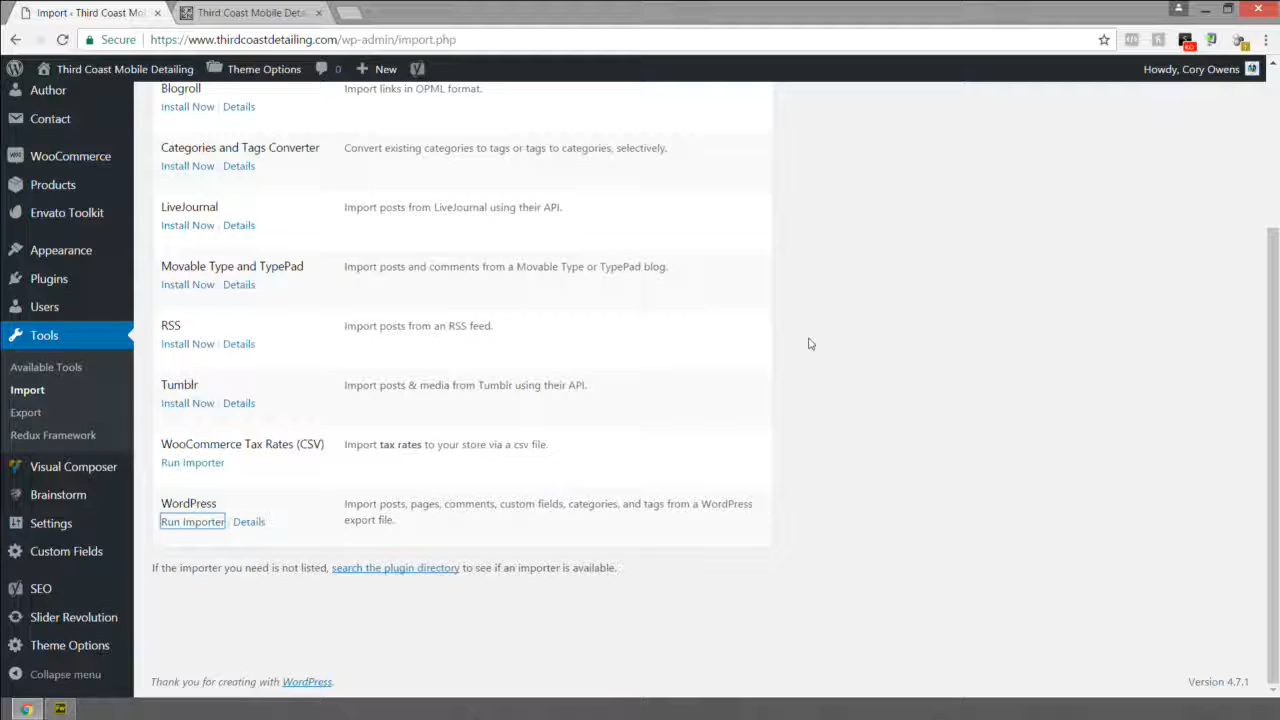 Import ‹ Third Coast Mo
Third Coast Mobile Deta
Secure
https://www.thirdcoastdetailing.com/wp-admin/import.php
Third Coast Mobile Detailing
Theme Options
0
New
Howdy, Cory Owens
Author
Contact
WooCommerce
Products
Envato Toolkit
Appearance
Plugins
Users
Tools
Available Tools
Import
Export
Redux Framework
Visual Composer
Brainstorm
Settings
Custom Fields
SEO
Slider Revolution
Theme Options
Collapse menu
Blogroll
Import links in OPML format.
Install Now | Details
Categories and Tags Converter
Convert existing categories to tags or tags to categories, selectively.
Install Now | Details
LiveJournal
Import posts from LiveJournal using their API.
Install Now | Details
Movable Type and TypePad
Import posts and comments from a Movable Type or TypePad blog.
Install Now | Details
RSS
Import posts from an RSS feed.
Install Now | Details
Tumblr
Import posts & media from Tumblr using their API.
Install Now | Details
WooCommerce Tax Rates (CSV)
Import tax rates to your store via a csv file.
Run Importer
WordPress
Import posts, pages, comments, custom fields, categories, and tags from a WordPress
export file.
Run Importer | Details
If the importer you need is not listed, search the plugin directory to see if an importer is available.
Thank you for creating with WordPress.
Version 4.7.1